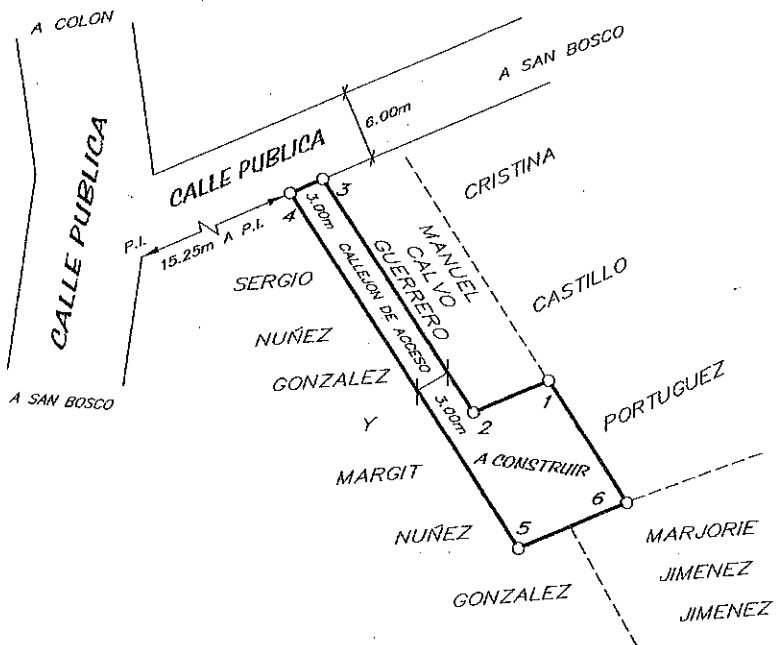 A COLON
A SAN BOSCO
6.00m
CALLE PUBLICA
CALLE PUBLICA
P.I.
15.25m A P.I.
3
4
3.00m
CALLEJON DE ACCESO
MANUEL
CALVO
GUERRERO
CRISTINA
CASTILLO
PORTUGUEZ
SERGIO
NUÑEZ
GONZALEZ
Y
MARGIT
NUÑEZ
GONZALEZ
A SAN BOSCO
3.00m
1
2
A CONSTRUIR
6
5
MARJORIE
JIMENEZ
JIMENEZ